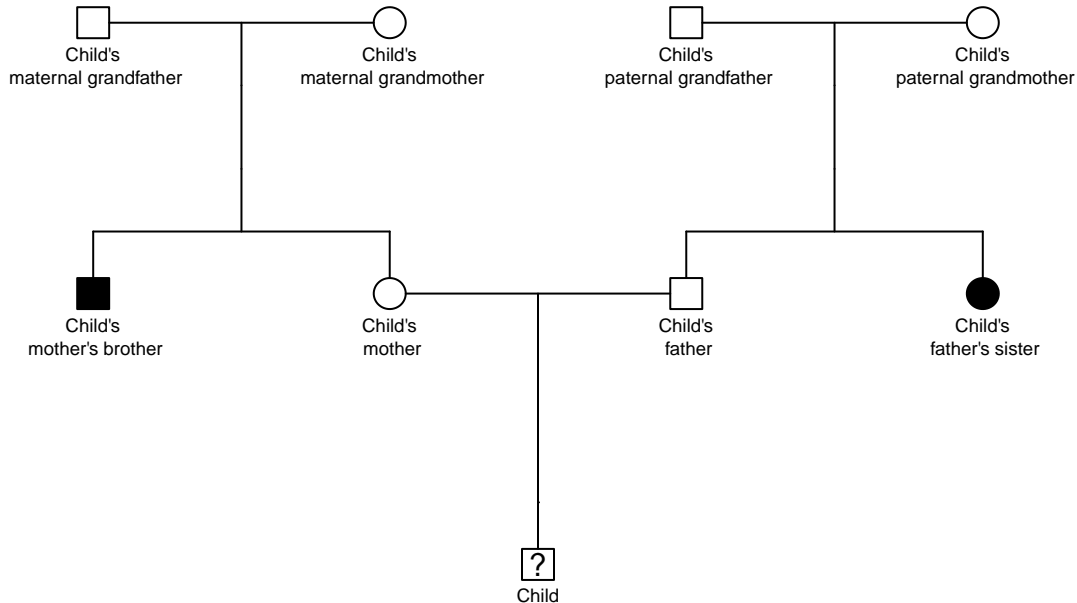 Child's
maternal grandfather
Child's
maternal grandmother
Child's
paternal grandfather
Child's
paternal grandmother
Child's
mother's brother
Child's
mother
Child's
father
Child's
father's sister
?
Child